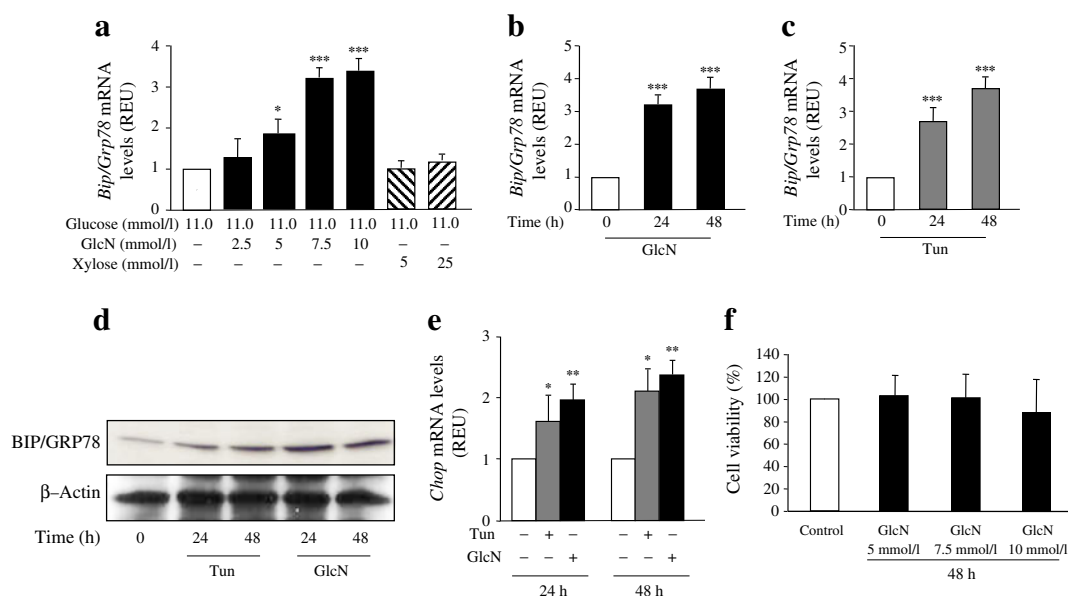 a
Bip/Grp78 mRNA
levels (REU)
4
3
2
1
0
*
***
***
Glucose (mmol/l) 11.0 11.0 11.0 11.0 11.0 11.0 11.0
GlcN (mmol/l) – 2.5 5 7.5 10 – –
Xylose (mmol/l) – – – – – 5 25
b
Bip/Grp78 mRNA
levels (REU)
5
4
3
2
1
0
***
***
Time (h) 0 24 48
GlcN
c
Bip/Grp78 mRNA
levels (REU)
5
4
3
2
1
0
***
***
Time (h) 0 24 48
Tun
d
BIP/GRP78
β–Actin
Time (h) 0 24 48 24 48
Tun GlcN
e
Chop mRNA levels
(REU)
3
2
1
0
*
**
*
**
Tun – + – – + –
GlcN – – + – – +
24 h 48 h
f
Cell viability (%)
140
120
100
80
60
40
20
0
Control GlcN GlcN GlcN
5 mmol/l 7.5 mmol/l 10 mmol/l
48 h